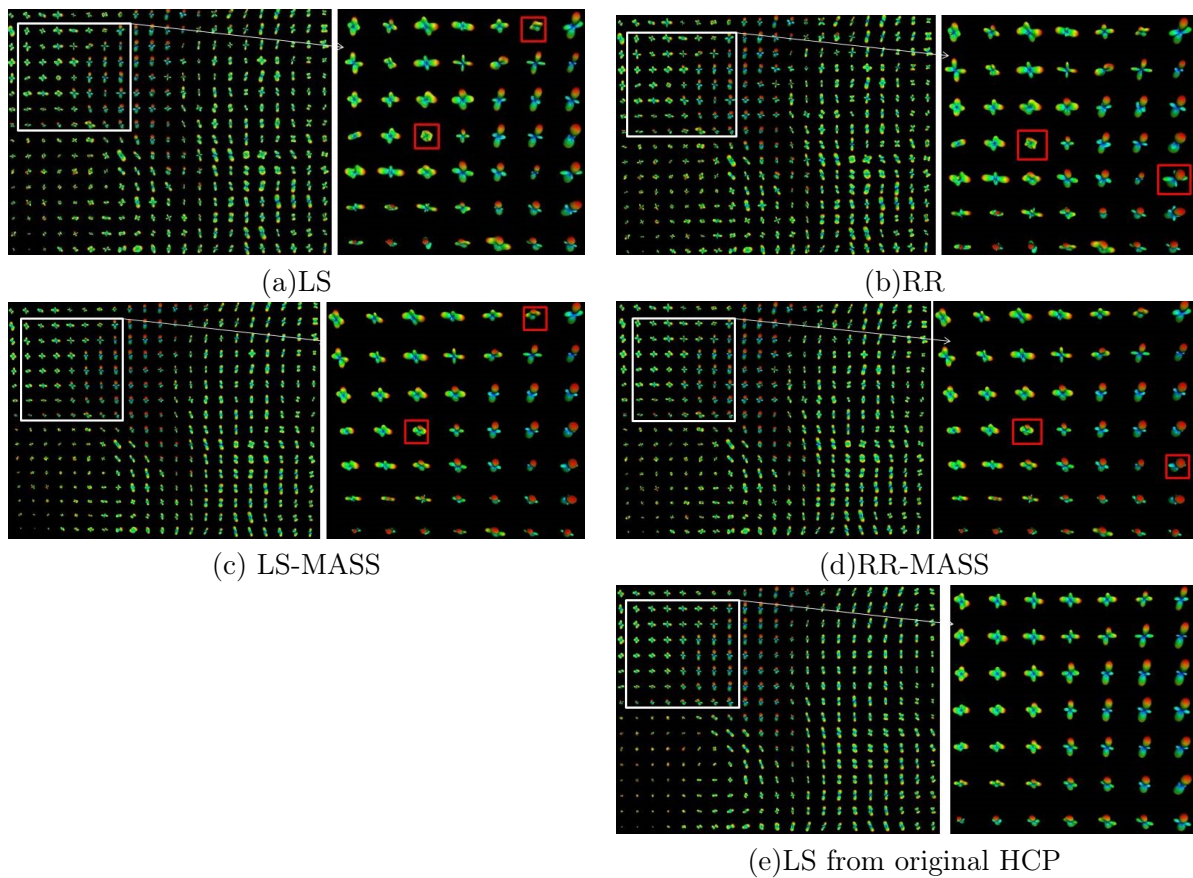 (a)LS
(b)RR
(c) LS-MASS
(d)RR-MASS
(e)LS from original HCP